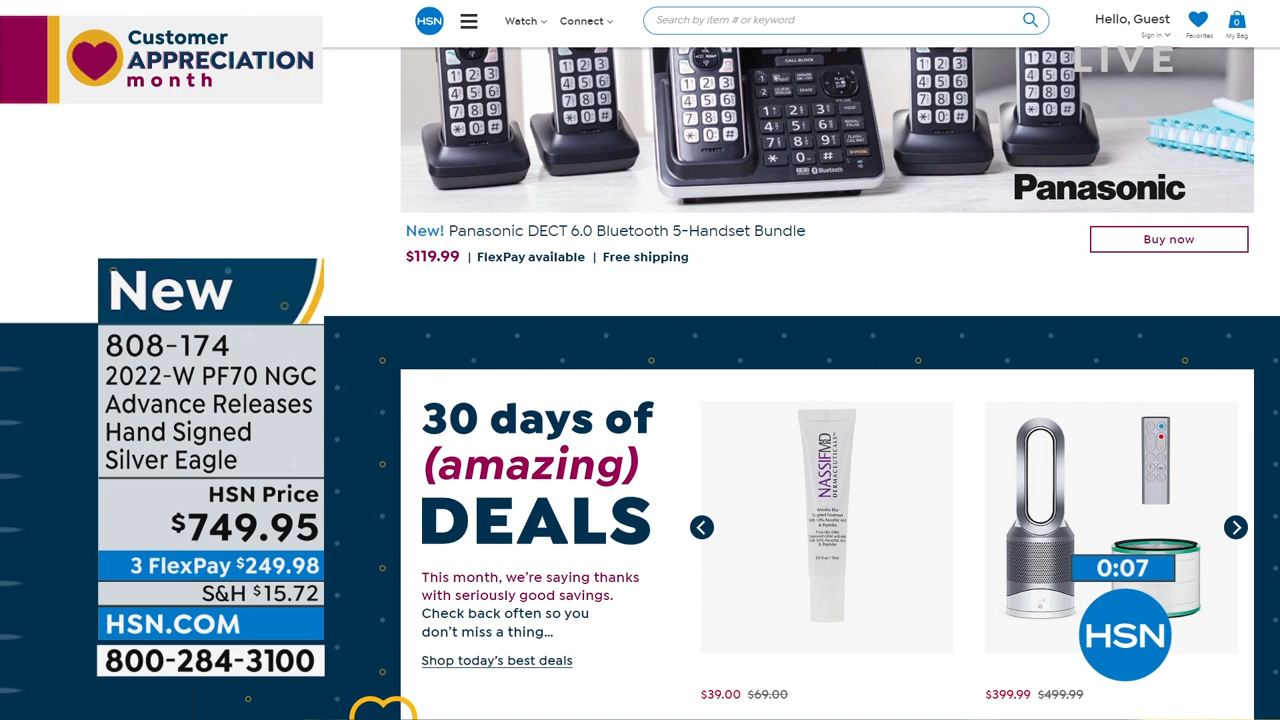 Customer
APPRECIATION
month
HSN
Watch
Connect
Search by item # or keyword
Hello, Guest
Sign in
Favorites
0
My Bag
LIVE
CALL BLOCK
Bluetooth
Panasonic
New! Panasonic DECT 6.0 Bluetooth 5-Handset Bundle
$119.99 | FlexPay available | Free shipping
Buy now
New
808-174
2022-W PF70 NGC
Advance Releases
Hand Signed
Silver Eagle
HSN Price
$749.95
3 FlexPay $249.98
S&H $15.72
HSN.COM
800-284-3100
30 days of
(amazing)
DEALS
This month, we're saying thanks
with seriously good savings.
Check back often so you
don't miss a thing...
Shop today's best deals
NASSIFMD
DERMACEUTICALS
$39.00 $69.00
0:07
HSN
$399.99 $499.99